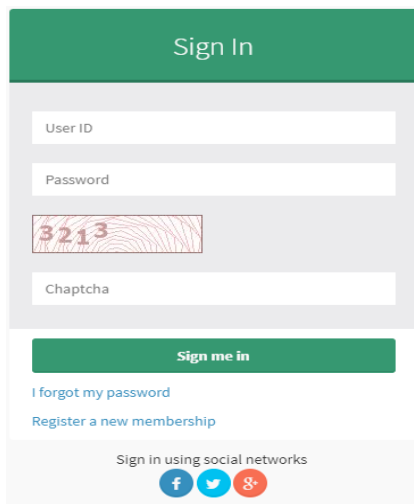 Sign In
User ID
Password
3213
Chaptcha
Sign me in
I forgot my password
Register a new membership
Sign in using social networks
f g+